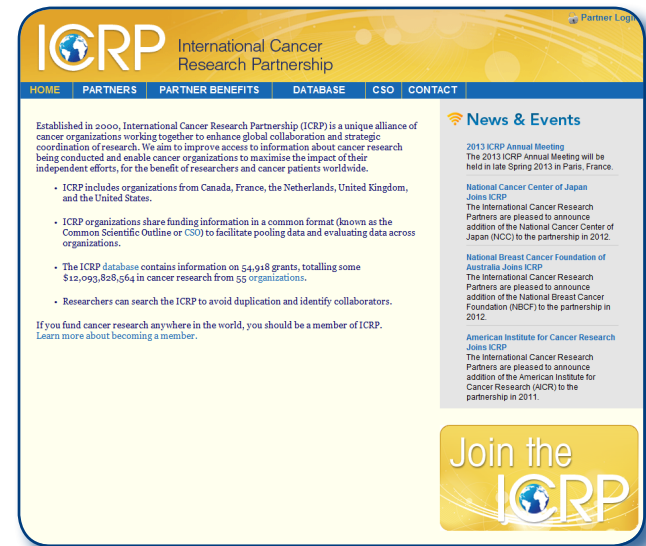 Partner Login
ICRP
International Cancer
Research Partnership
HOME PARTNERS PARTNER BENEFITS DATABASE CSO CONTACT
Established in 2000, International Cancer Research Partnership (ICRP) is a unique alliance of
cancer organizations working together to enhance global collaboration and strategic
coordination of research. We aim to improve access to information about cancer research
being conducted and enable cancer organizations to maximise the impact of their
independent efforts, for the benefit of researchers and cancer patients worldwide.
• ICRP includes organizations from Canada, France, the Netherlands, United Kingdom,
and the United States.
• ICRP organizations share funding information in a common format (known as the
Common Scientific Outline or CSO) to facilitate pooling data and evaluating data across
organizations.
• The ICRP database contains information on 54,918 grants, totalling some
$12,093,828,564 in cancer research from 55 organizations.
• Researchers can search the ICRP to avoid duplication and identify collaborators.
If you fund cancer research anywhere in the world, you should be a member of ICRP.
Learn more about becoming a member.
News & Events
2013 ICRP Annual Meeting
The 2013 ICRP Annual Meeting will be
held in late Spring 2013 in Paris, France.
National Cancer Center of Japan
Joins ICRP
The International Cancer Research
Partners are pleased to announce
addition of the National Cancer Center of
Japan (NCC) to the partnership in 2012.
National Breast Cancer Foundation of
Australia Joins ICRP
The International Cancer Research
Partners are pleased to announce
addition of the National Breast Cancer
Foundation (NBCF) to the partnership in
2012.
American Institute for Cancer Research
Joins ICRP
The International Cancer Research
Partners are pleased to announce
addition of the American Institute for
Cancer Research (AICR) to the
partnership in 2011.
Join the
ICRP